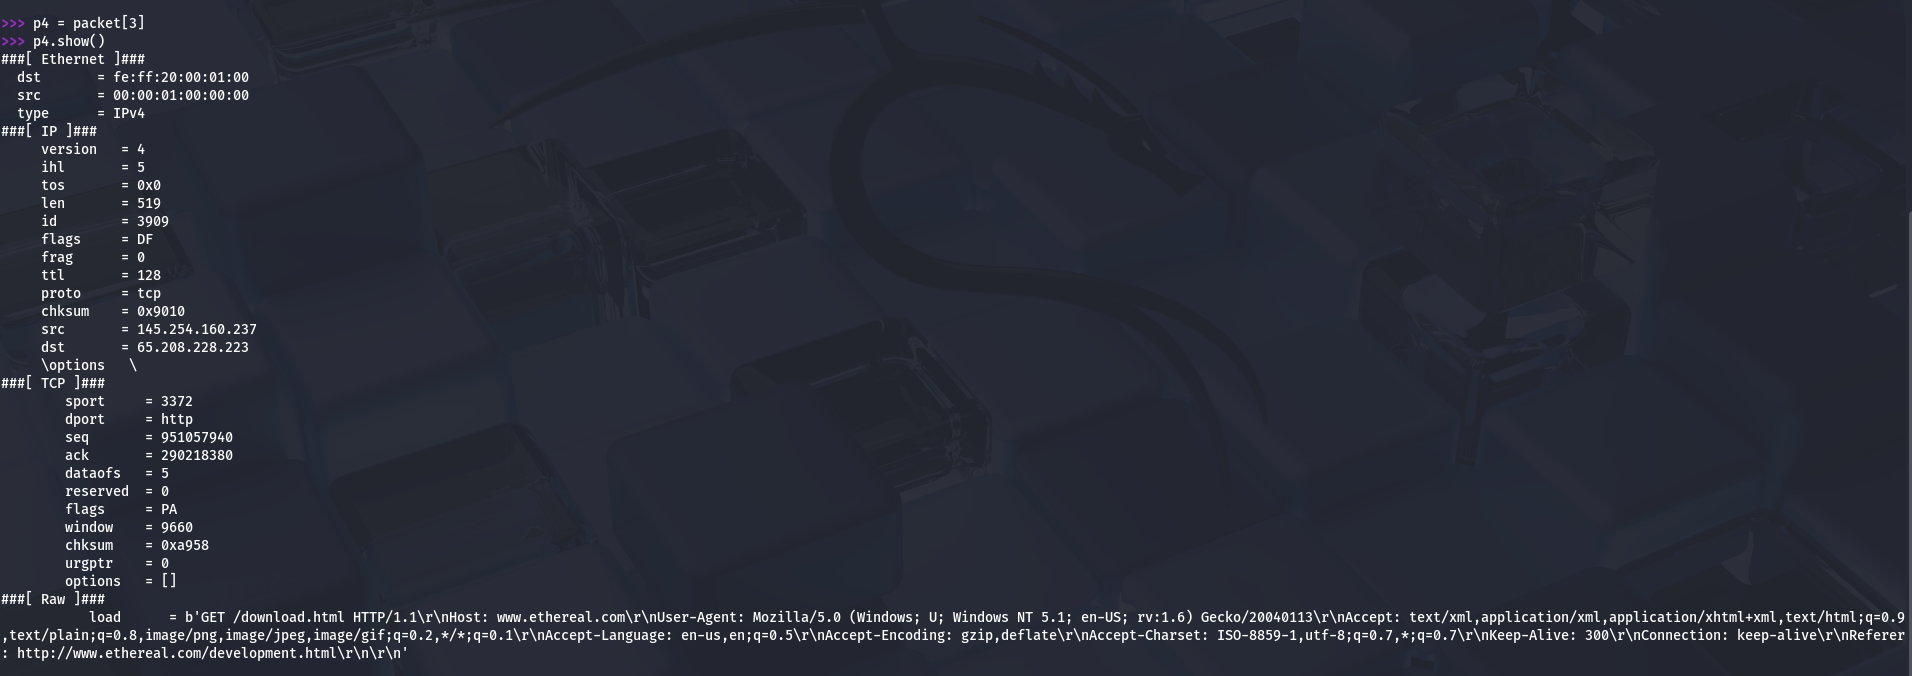 >>> p4 = packet[3]
>>> p4.show()
###[ Ethernet ]###
  dst       = fe:ff:20:00:01:00
  src       = 00:00:01:00:00:00
  type      = IPv4
###[ IP ]###
     version   = 4
     ihl       = 5
     tos       = 0x0
     len       = 519
     id        = 3909
     flags     = DF
     frag      = 0
     ttl       = 128
     proto     = tcp
     chksum    = 0x9010
     src       = 145.254.160.237
     dst       = 65.208.228.223
     \options   \
###[ TCP ]###
        sport     = 3372
        dport     = http
        seq       = 951057940
        ack       = 290218380
        dataofs   = 5
        reserved  = 0
        flags     = PA
        window    = 9660
        chksum    = 0xa958
        urgptr    = 0
        options   = []
###[ Raw ]###
           load      = b'GET /download.html HTTP/1.1\r\nHost: www.ethereal.com\r\nUser-Agent: Mozilla/5.0 (Windows; U; Windows NT 5.1; en-US; rv:1.6) Gecko/20040113\r\nAccept: text/xml,application/xml,application/xhtml+xml,text/html;q=0.9
,text/plain;q=0.8,image/png,image/jpeg,image/gif;q=0.2,*/*;q=0.1\r\nAccept-Language: en-us,en;q=0.5\r\nAccept-Encoding: gzip,deflate\r\nAccept-Charset: ISO-8859-1,utf-8;q=0.7,*;q=0.7\r\nKeep-Alive: 300\r\nConnection: keep-alive\r\nReferer
: http://www.ethereal.com/development.html\r\n\r\n'